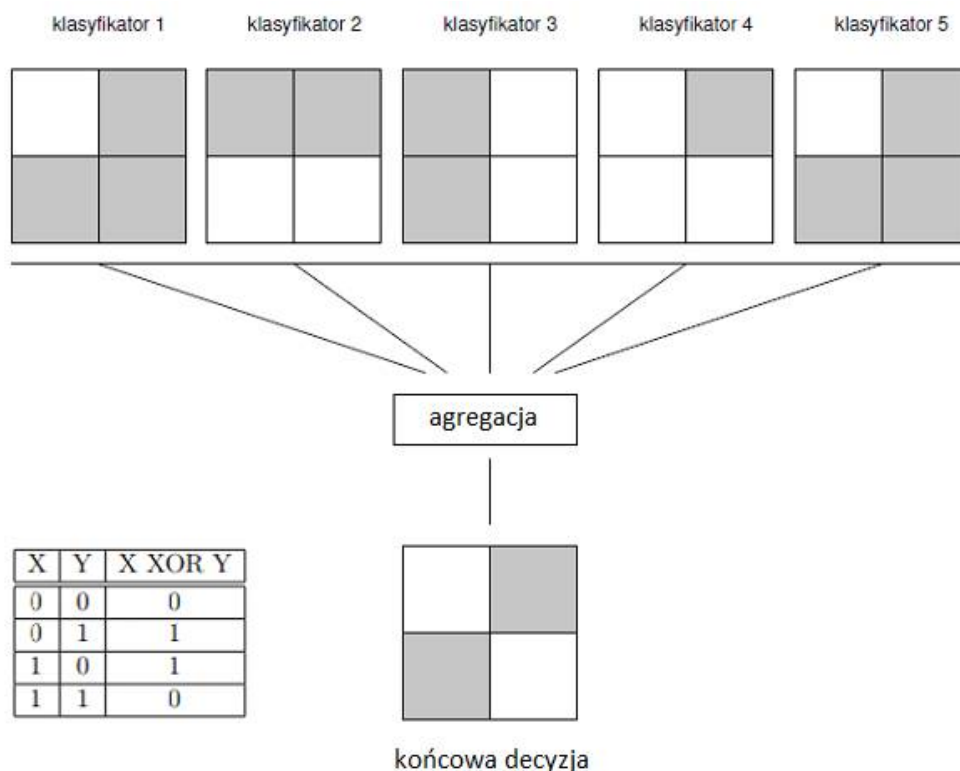 klasyfikator 1 klasyfikator 2 klasyfikator 3 klasyfikator 4 klasyfikator 5
agregacja
X Y X XOR Y
0 0 0
0 1 1
1 0 1
1 1 0
końcowa decyzja